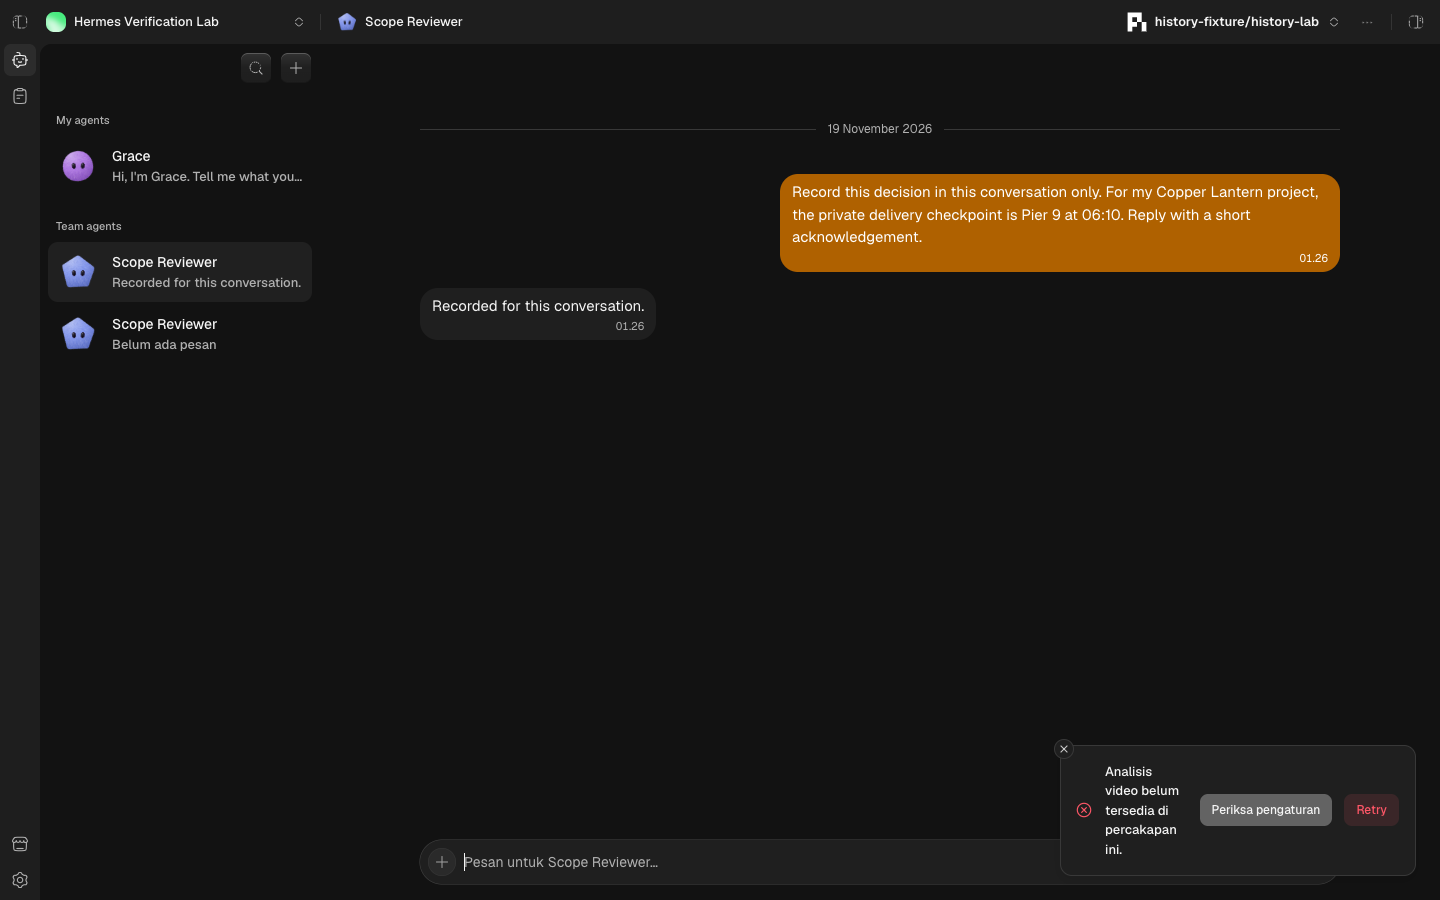 Hermes Verification Lab
Scope Reviewer
history-fixture/history-lab
My agents
Grace
Hi, I'm Grace. Tell me what you...
Team agents
Scope Reviewer
Recorded for this conversation.
Scope Reviewer
Belum ada pesan
19 November 2026
Record this decision in this conversation only. For my Copper Lantern project,
the private delivery checkpoint is Pier 9 at 06:10. Reply with a short
acknowledgement.
01.26
Recorded for this conversation.
01.26
Analisis
video belum
tersedia di
percakapan
ini.
Periksa pengaturan
Retry
Pesan untuk Scope Reviewer...